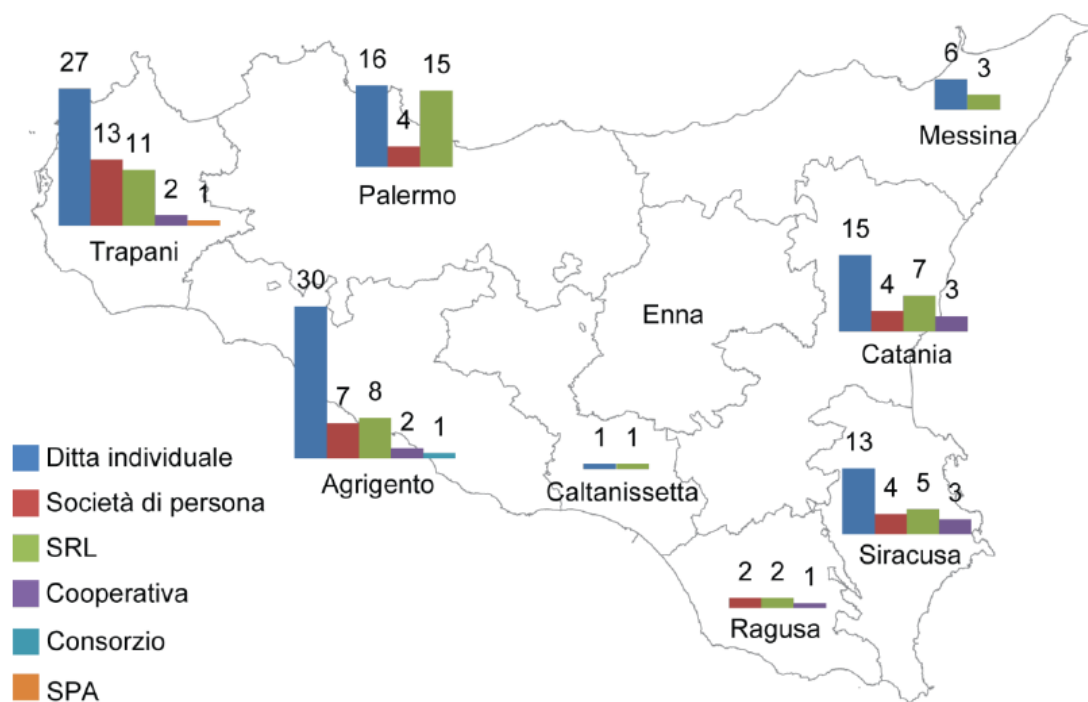 27 13 11 2 1
Trapani
16 4 15
Palermo
6 3
Messina
30 7 8 2 1
Agrigento
Enna
15 4 7 3
Catania
1 1
Caltanissetta
13 4 5 3
Siracusa
2 2 1
Ragusa
Ditta individuale
Società di persona
SRL
Cooperativa
Consorzio
SPA